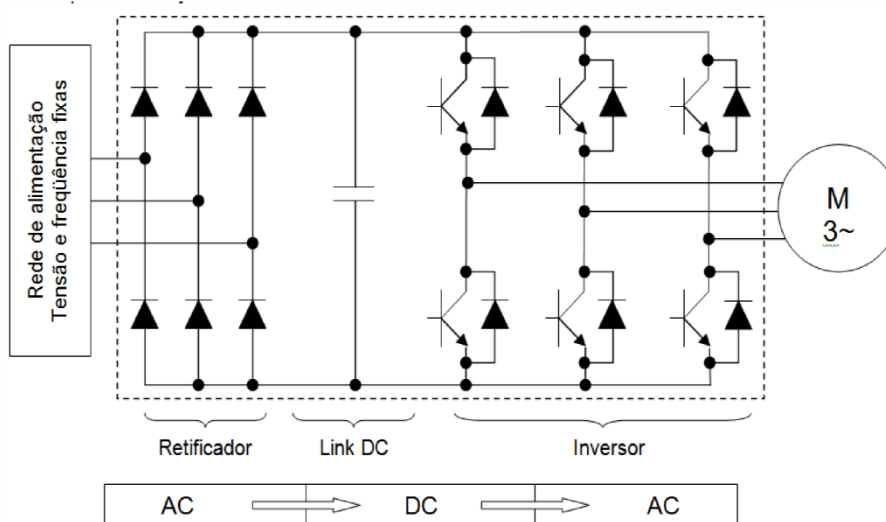 Rede de alimentação
Tensão e freqüência fixas
M
3~
Retificador
Link DC
Inversor
AC
DC
AC